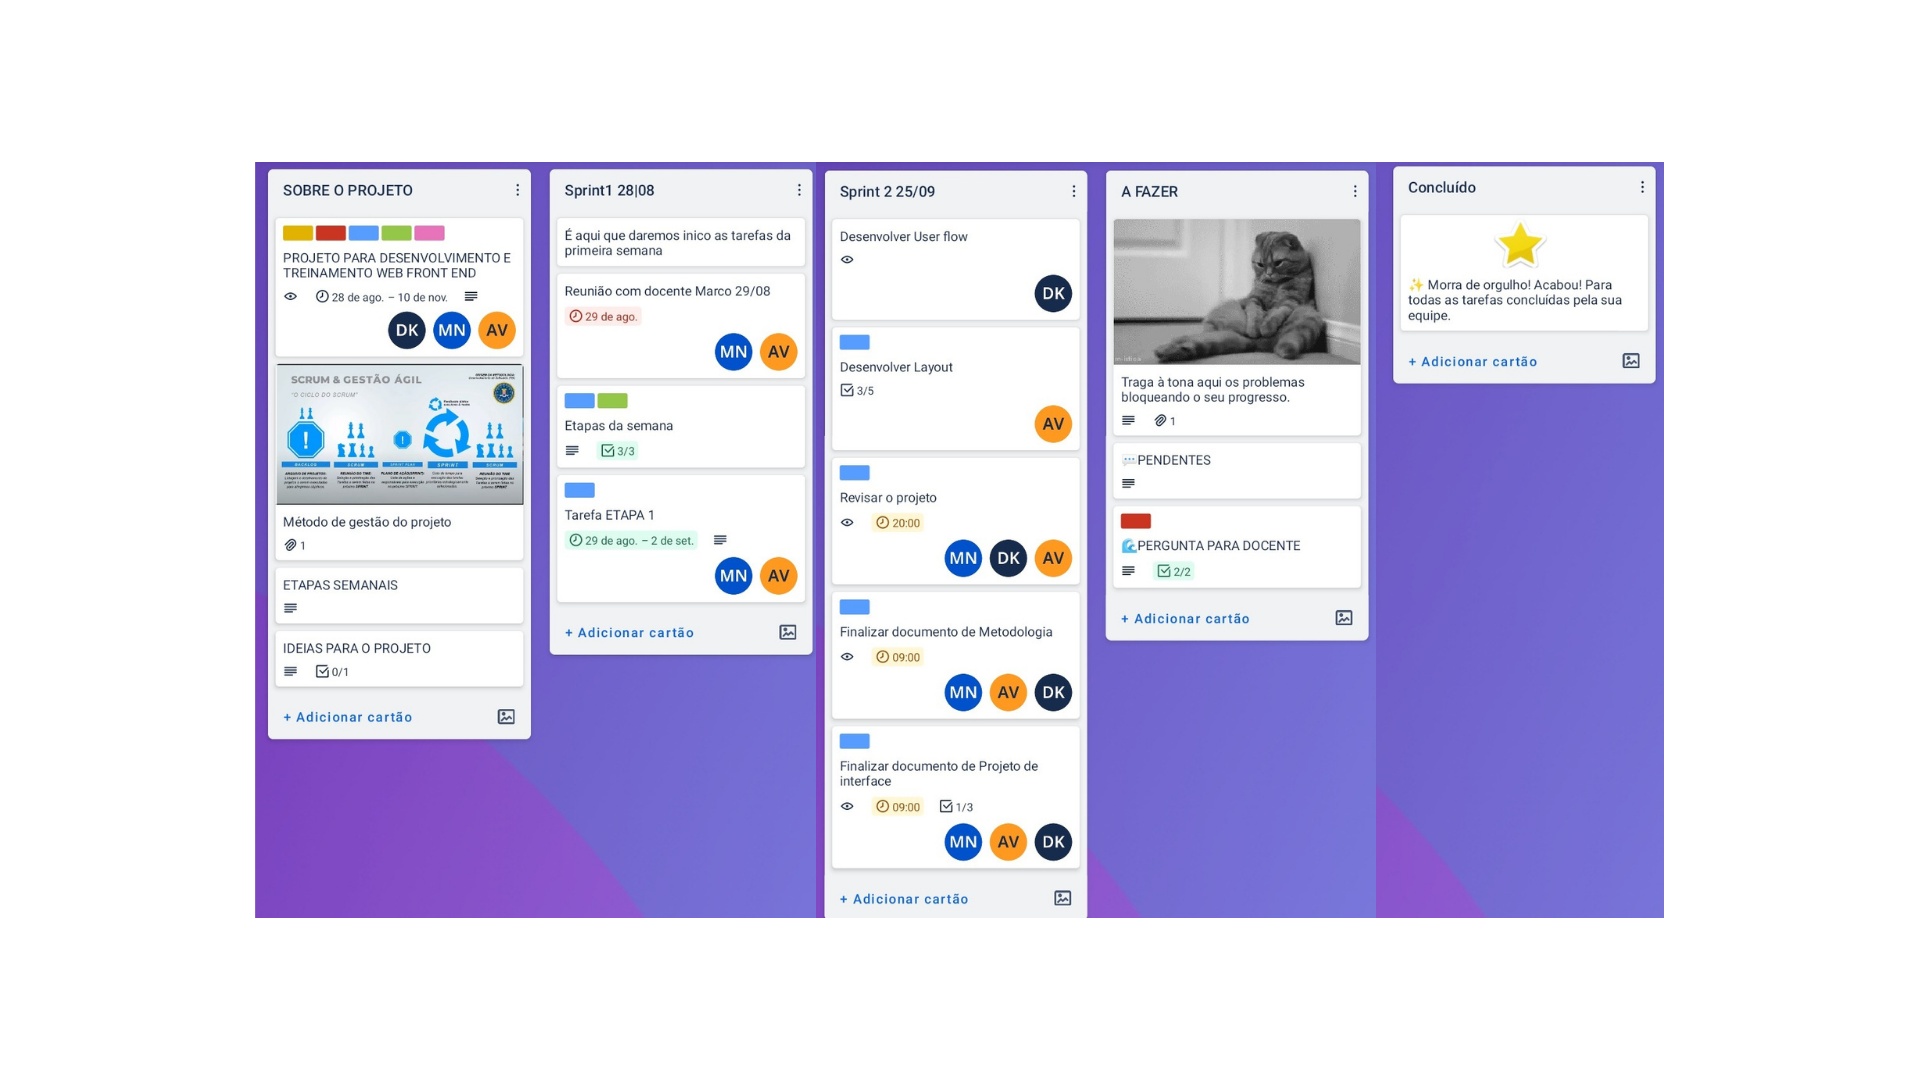 SOBRE O PROJETO
PROJETO PARA DESENVOLVIMENTO E
TREINAMENTO WEB FRONT END
28 de ago. – 10 de nov.
DK
MN
AV
SCRUM & GESTÃO ÁGIL
"O CICLO DO SCRUM"
BACKLOG
SCRUM
SPRINT
SCRUM
Método de gestão do projeto
1
ETAPAS SEMANAIS
IDEIAS PARA O PROJETO
0/1
+ Adicionar cartão
Sprint1 28|08
É aqui que daremos inico as tarefas da
primeira semana
Reunião com docente Marco 29/08
29 de ago.
MN
AV
Etapas da semana
3/3
Tarefa ETAPA 1
29 de ago. – 2 de set.
MN
AV
+ Adicionar cartão
Sprint 2 25/09
Desenvolver User flow
DK
Desenvolver Layout
3/5
AV
Revisar o projeto
20:00
MN
DK
AV
Finalizar documento de Metodologia
09:00
MN
AV
DK
Finalizar documento de Projeto de
interface
09:00
1/3
MN
AV
DK
+ Adicionar cartão
A FAZER
Traga à tona aqui os problemas
bloqueando o seu progresso.
1
💬PENDENTES
🌊PERGUNTA PARA DOCENTE
2/2
+ Adicionar cartão
Concluído
✨ Morra de orgulho! Acabou! Para
todas as tarefas concluídas pela sua
equipe.
+ Adicionar cartão